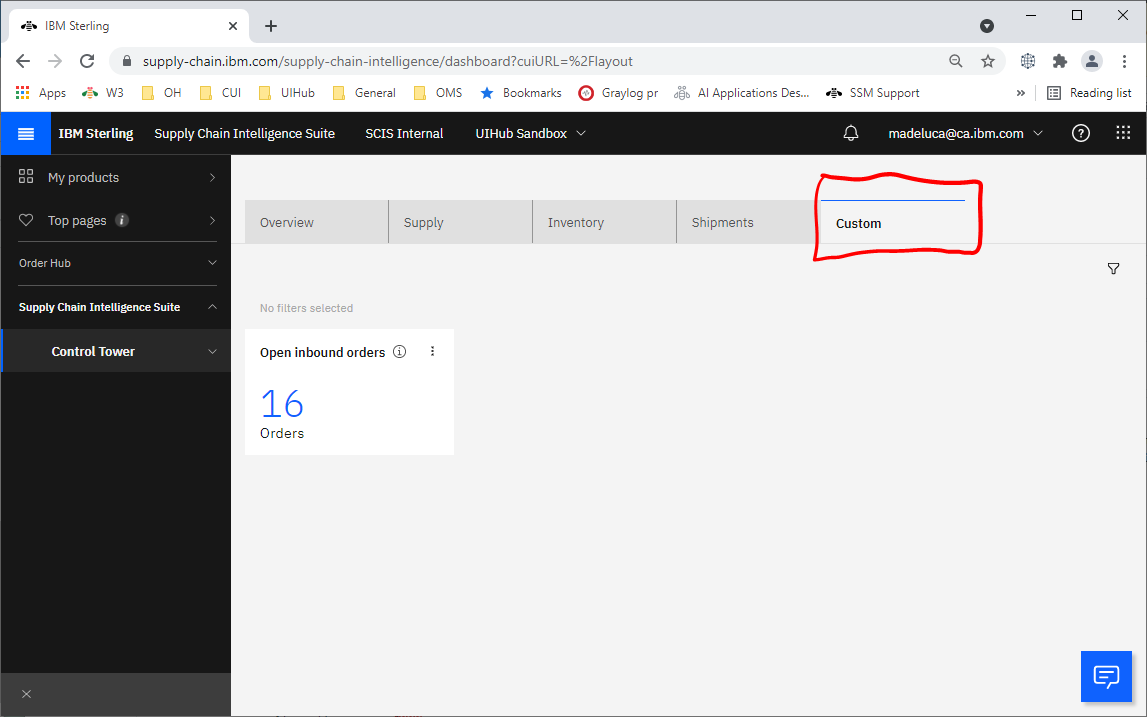 IBM Sterling
supply-chain.ibm.com/supply-chain-intelligence/dashboard?cuiURL=%2Flayout
Apps W3 OH CUI UIHub General OMS Bookmarks Graylog pr AI Applications Des... SSM Support » Reading list
IBM Sterling Supply Chain Intelligence Suite SCIS Internal UIHub Sandbox madeluca@ca.ibm.com
My products
Top pages
Order Hub
Supply Chain Intelligence Suite
Control Tower
Overview Supply Inventory Shipments Custom
No filters selected
Open inbound orders
16
Orders